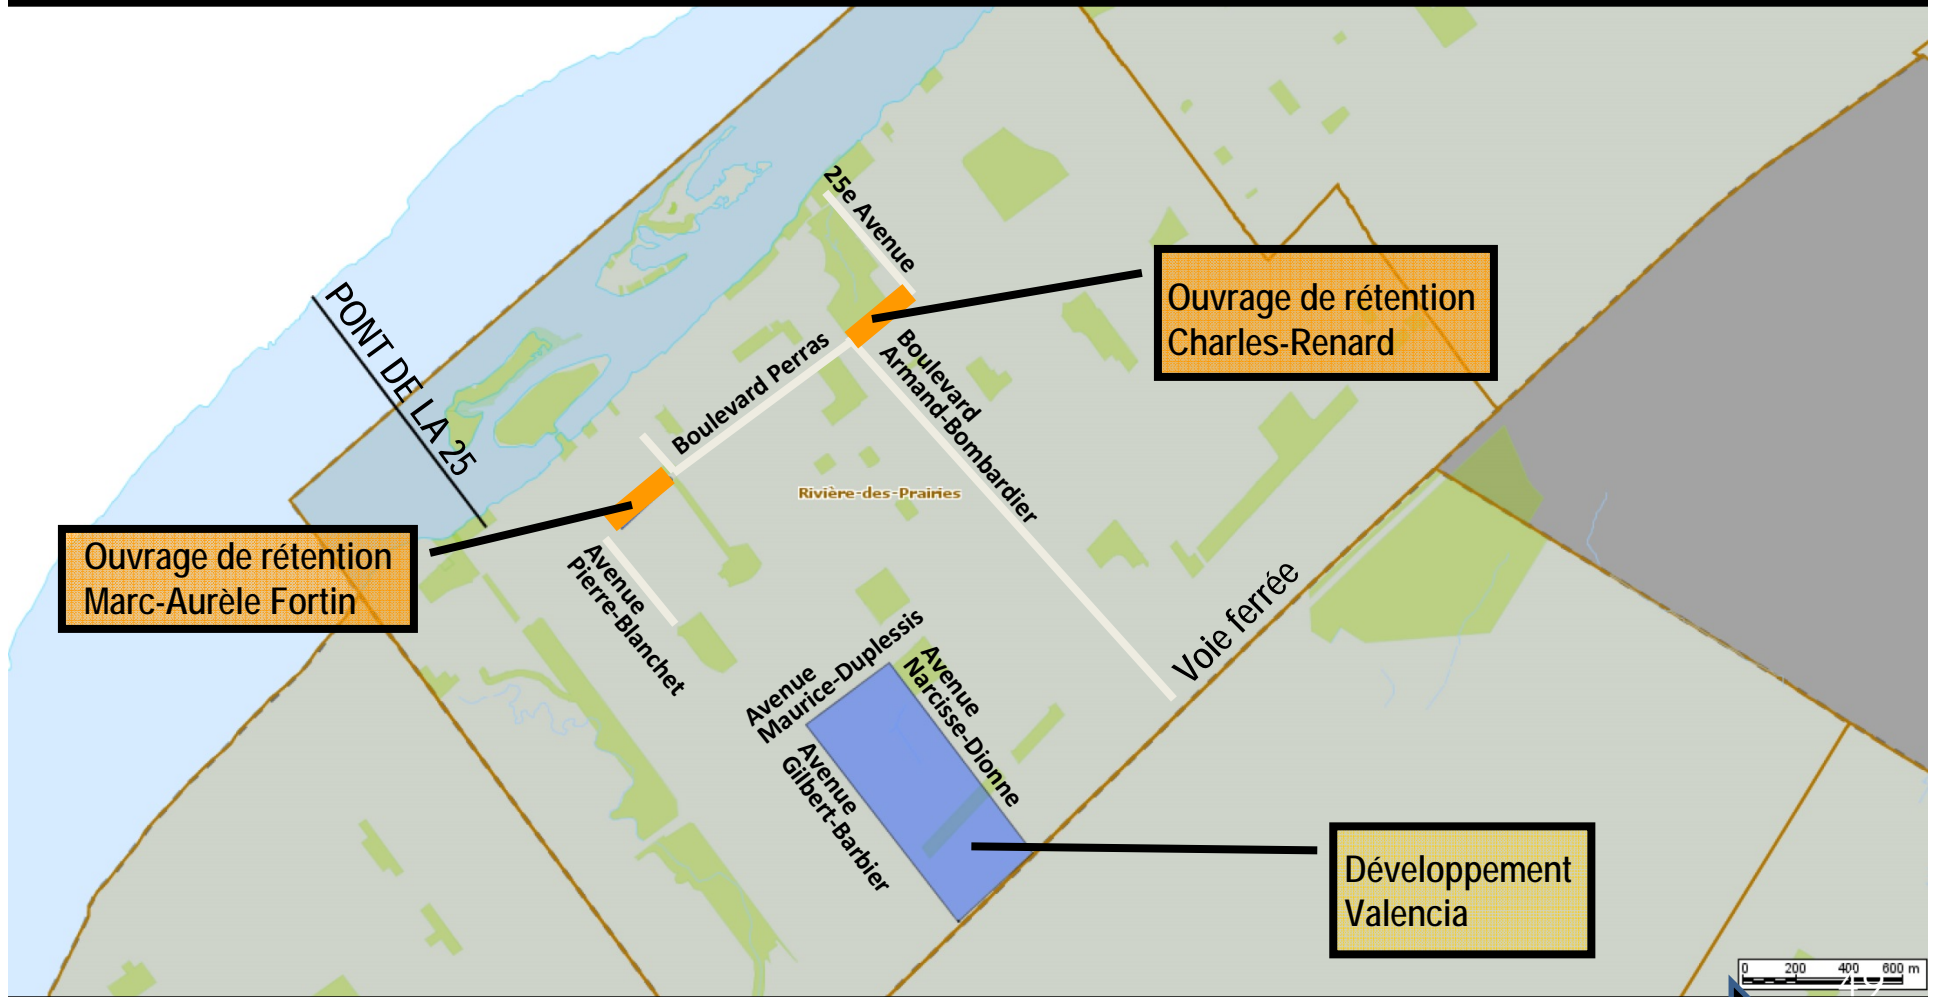 25e Avenue
PONT DE LA 25
Ouvrage de rétention
Charles-Renard
Boulevard Perras
Boulevard
Armand-Bombardier
Rivière-des-Prairies
Ouvrage de rétention
Marc-Aurèle Fortin
Avenue
Pierre-Blanchet
Voie ferrée
Avenue
Maurice-Duplessis
Avenue
Narcisse-Dionne
Avenue
Gilbert-Barbier
Développement
Valencia
0 200 400 600 m
49